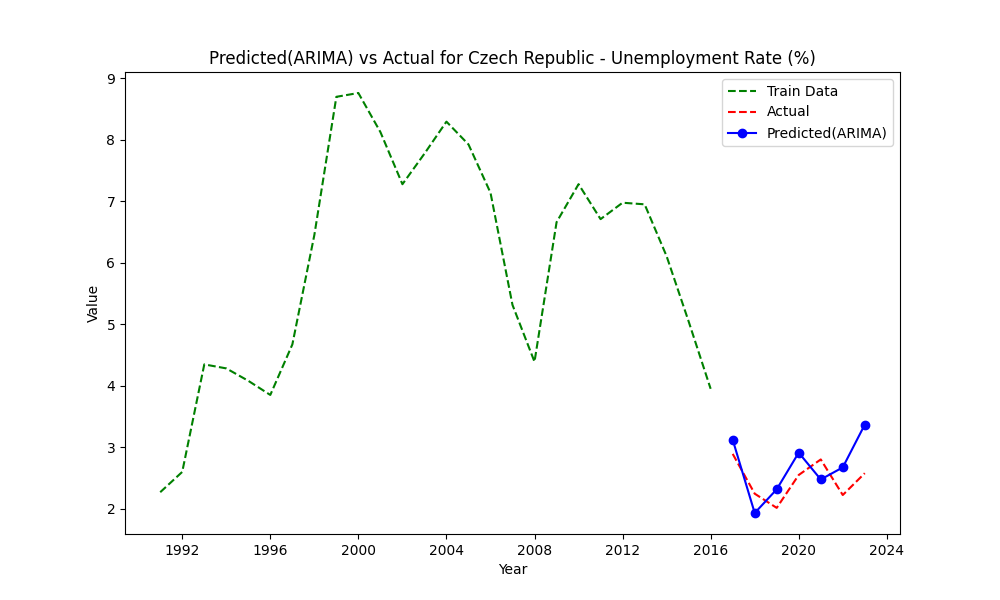 Predicted(ARIMA) vs Actual for Czech Republic - Unemployment Rate (%)
9
8
7
6
5
4
3
2
Value
Train Data
Actual
Predicted(ARIMA)
1992 1996 2000 2004 2008 2012 2016 2020 2024
Year